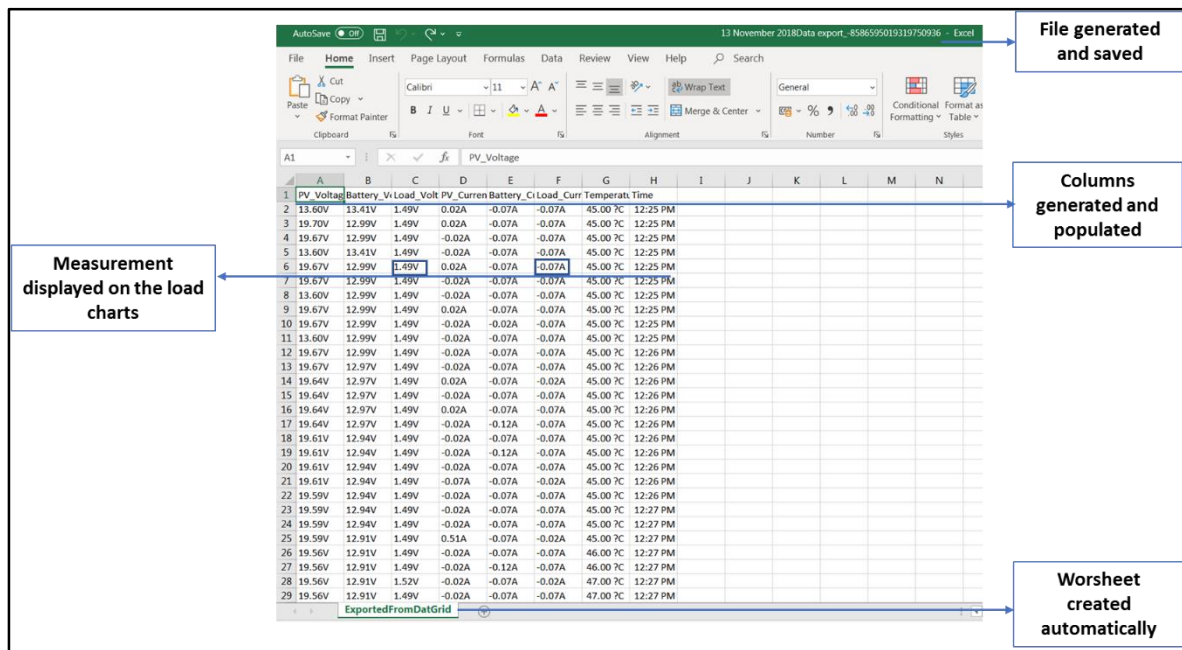 AutoSave Off 13 November 2018Data export_-8586595019319750936 - Excel
File generated
and saved
File Home Insert Page Layout Formulas Data Review View Help Search
Paste
Cut
Copy
Format Painter
Clipboard
Calibri 11 A A
B I U A
Font
Wrap Text
Merge & Center
Alignment
General
% 9
Number
Conditional Format as
Formatting Table
Styles
A1 fx PV_Voltage
A B C D E F G H I J K L M N
1 PV_Voltag Battery_V Load_Volt PV_Curren Battery_C Load_Curr Temperatu Time
2 13.60V 13.41V 1.49V 0.02A -0.07A -0.07A 45.00 ?C 12:25 PM
3 19.70V 12.99V 1.49V 0.02A -0.07A -0.07A 45.00 ?C 12:25 PM
4 19.67V 12.99V 1.49V -0.02A -0.07A -0.07A 45.00 ?C 12:25 PM
5 13.60V 13.41V 1.49V -0.02A -0.07A -0.07A 45.00 ?C 12:25 PM
6 19.67V 12.99V 1.49V 0.02A -0.07A -0.07A 45.00 ?C 12:25 PM
7 19.67V 12.99V 1.49V -0.02A -0.07A -0.07A 45.00 ?C 12:25 PM
8 13.60V 12.99V 1.49V -0.02A -0.07A -0.07A 45.00 ?C 12:25 PM
9 19.67V 12.99V 1.49V 0.02A -0.07A -0.07A 45.00 ?C 12:25 PM
10 19.67V 12.99V 1.49V -0.02A -0.02A -0.07A 45.00 ?C 12:25 PM
11 13.60V 12.99V 1.49V -0.02A -0.07A -0.07A 45.00 ?C 12:25 PM
12 19.67V 12.99V 1.49V -0.02A -0.07A -0.07A 45.00 ?C 12:26 PM
13 19.67V 12.97V 1.49V -0.02A -0.07A -0.07A 45.00 ?C 12:26 PM
14 19.64V 12.97V 1.49V 0.02A -0.07A -0.02A 45.00 ?C 12:26 PM
15 19.64V 12.97V 1.49V -0.02A -0.07A -0.07A 45.00 ?C 12:26 PM
16 19.64V 12.97V 1.49V 0.02A -0.07A -0.07A 45.00 ?C 12:26 PM
17 19.64V 12.97V 1.49V -0.02A -0.12A -0.07A 45.00 ?C 12:26 PM
18 19.61V 12.94V 1.49V -0.02A -0.07A -0.07A 45.00 ?C 12:26 PM
19 19.61V 12.94V 1.49V -0.02A -0.12A -0.07A 45.00 ?C 12:26 PM
20 19.61V 12.94V 1.49V -0.02A -0.07A -0.07A 45.00 ?C 12:26 PM
21 19.61V 12.94V 1.49V -0.07A -0.07A -0.02A 45.00 ?C 12:26 PM
22 19.59V 12.94V 1.49V -0.02A -0.07A -0.07A 45.00 ?C 12:26 PM
23 19.59V 12.94V 1.49V -0.02A -0.07A -0.07A 45.00 ?C 12:27 PM
24 19.59V 12.94V 1.49V -0.02A -0.07A -0.07A 45.00 ?C 12:27 PM
25 19.59V 12.91V 1.49V 0.51A -0.07A -0.02A 45.00 ?C 12:27 PM
26 19.56V 12.91V 1.49V -0.02A -0.07A -0.07A 46.00 ?C 12:27 PM
27 19.56V 12.91V 1.49V -0.02A -0.12A -0.07A 46.00 ?C 12:27 PM
28 19.56V 12.91V 1.52V -0.02A -0.07A -0.02A 47.00 ?C 12:27 PM
29 19.56V 12.91V 1.49V -0.02A -0.07A -0.07A 47.00 ?C 12:27 PM
ExportedFromDatGrid
Columns
generated and
populated
Measurement
displayed on the load
charts
Worsheet
created
automatically